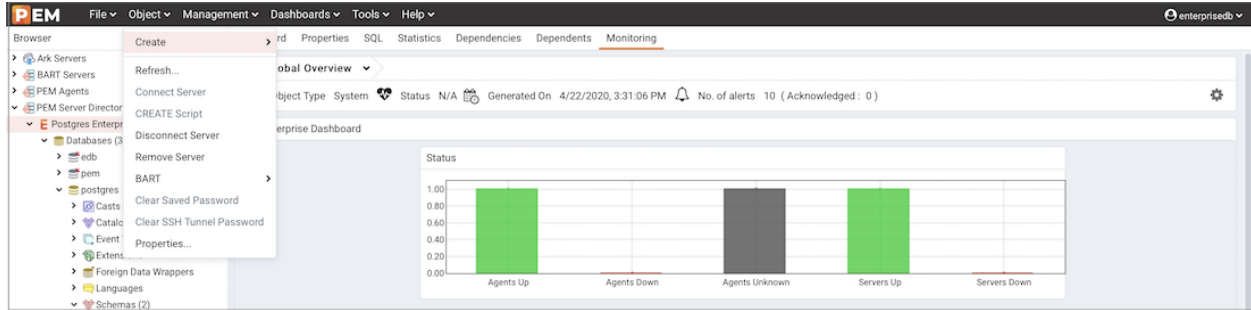 PEM File Object Management Dashboards Tools Help enterprisedb
Browser
rd Properties SQL Statistics Dependencies Dependents Monitoring
Ark Servers
BART Servers
PEM Agents
PEM Server Director
Postgres Enterpr
Databases (3
edb
pem
postgres
Casts
Catalo
Event
Extens
Foreign Data Wrappers
Languages
Schemas (2)
Create
Refresh...
Connect Server
CREATE Script
Disconnect Server
Remove Server
BART
Clear Saved Password
Clear SSH Tunnel Password
Properties...
obal Overview
bject Type System Status N/A Generated On 4/22/2020, 3:31:06 PM No. of alerts 10 (Acknowledged: 0)
erprise Dashboard
Status
1.00
0.80
0.60
0.40
0.20
0.00
Agents Up Agents Down Agents Unknown Servers Up Servers Down